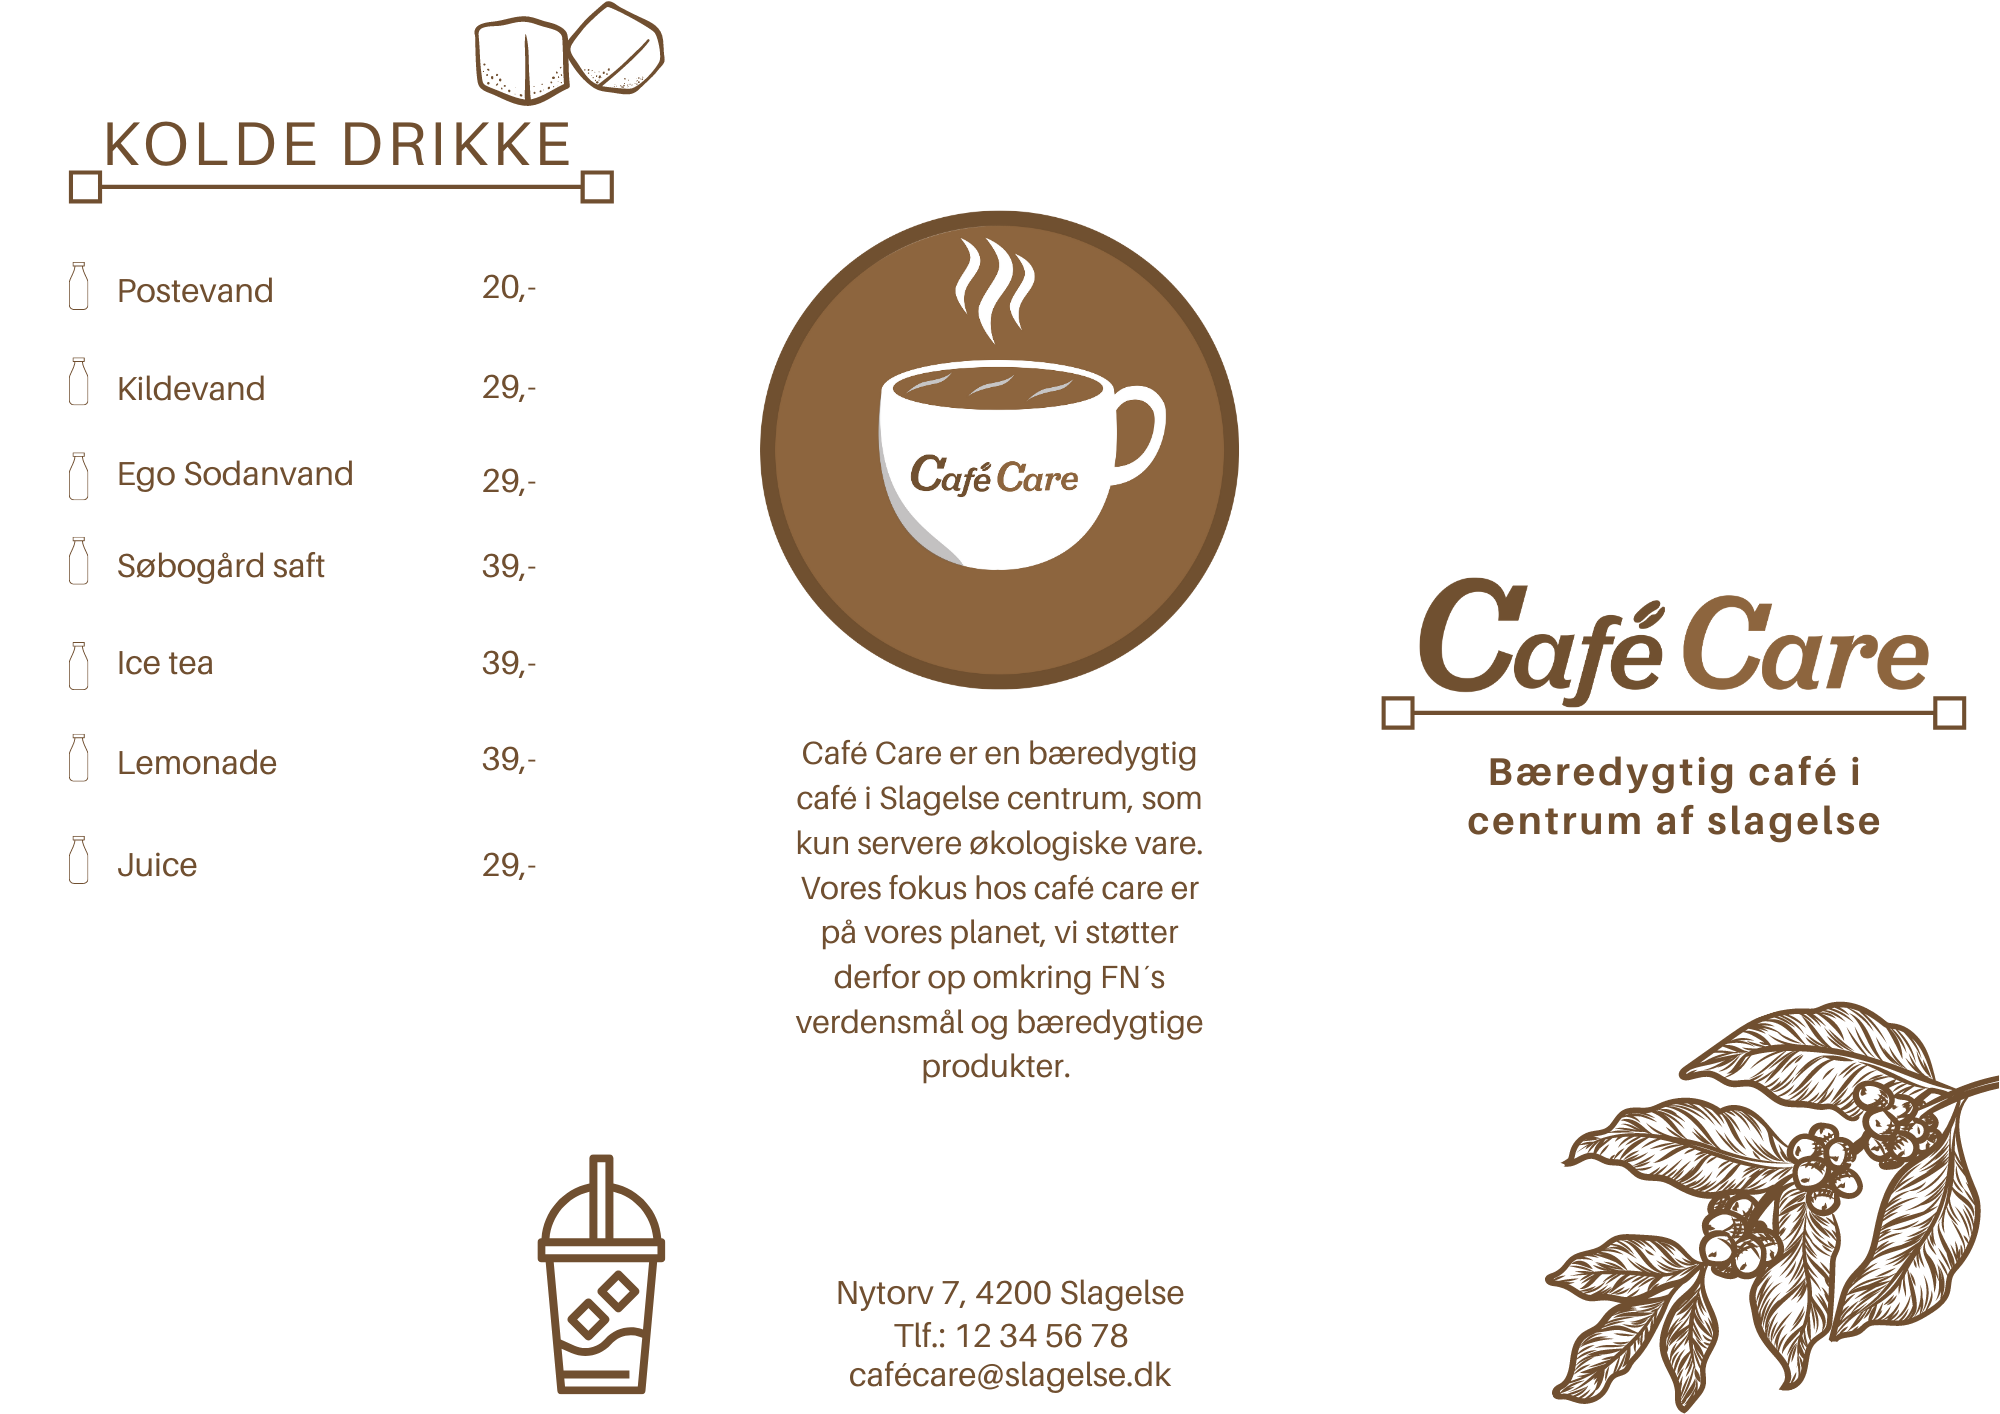 KOLDE DRIKKE
Postevand 20,-
Kildevand 29,-
Ego Sodanvand 29,-
Søbogård saft 39,-
Ice tea 39,-
Lemonade 39,-
Juice 29,-
Café Care
Café Care er en bæredygtig
café i Slagelse centrum, som
kun servere økologiske vare.
Vores fokus hos café care er
på vores planet, vi støtter
derfor op omkring FN´s
verdensmål og bæredygtige
produkter.
Nytorv 7, 4200 Slagelse
Tlf.: 12 34 56 78
cafécare@slagelse.dk
Café Care
Bæredygtig café i
centrum af slagelse